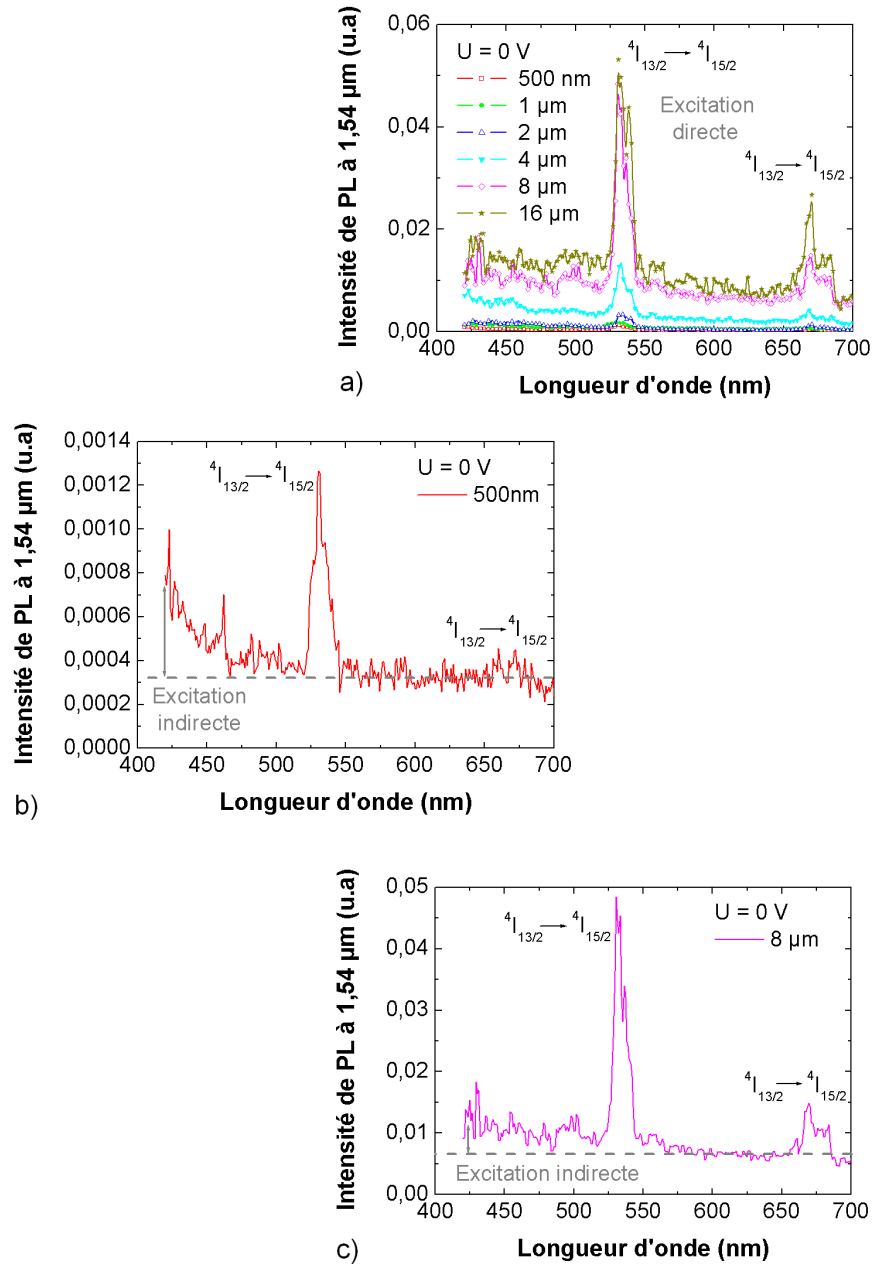 0,06
0,04
0,02
0,00
Intensité de PL à 1,54 µm (u.a)
U = 0 V
500 nm
1 µm
2 µm
4 µm
8 µm
16 µm
4I13/2 → 4I15/2
Excitation
directe
4I13/2 → 4I15/2
400 450 500 550 600 650 700
Longueur d'onde (nm)
a)
0,0014
0,0012
0,0010
0,0008
0,0006
0,0004
0,0002
0,0000
Intensité de PL à 1,54 µm (u.a)
4I13/2 → 4I15/2
U = 0 V
500nm
4I13/2 → 4I15/2
Excitation
indirecte
400 450 500 550 600 650 700
Longueur d'onde (nm)
b)
0,05
0,04
0,03
0,02
0,01
0,00
Intensité de PL à 1,54 µm (u.a)
4I13/2 → 4I15/2
U = 0 V
8 µm
4I13/2 → 4I15/2
Excitation indirecte
400 450 500 550 600 650 700
Longueur d'onde (nm)
c)